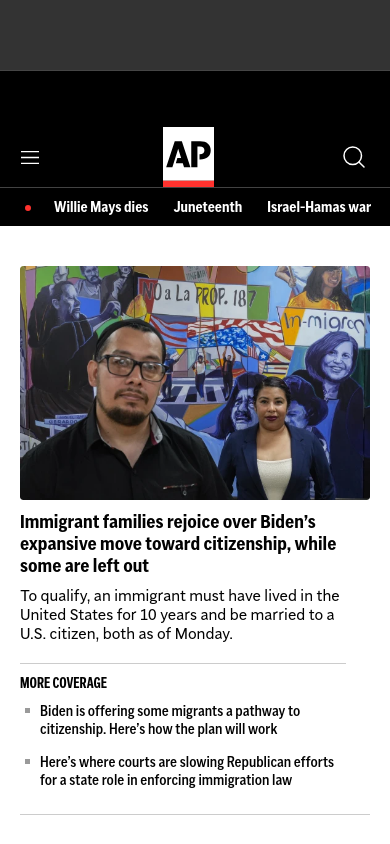 AP
Willie Mays dies
Juneteenth
Israel-Hamas war
NO a La PROP. 187
Immigrant families rejoice over Biden’s
expansive move toward citizenship, while
some are left out
To qualify, an immigrant must have lived in the
United States for 10 years and be married to a
U.S. citizen, both as of Monday.
MORE COVERAGE
Biden is offering some migrants a pathway to
citizenship. Here’s how the plan will work
Here’s where courts are slowing Republican efforts
for a state role in enforcing immigration law